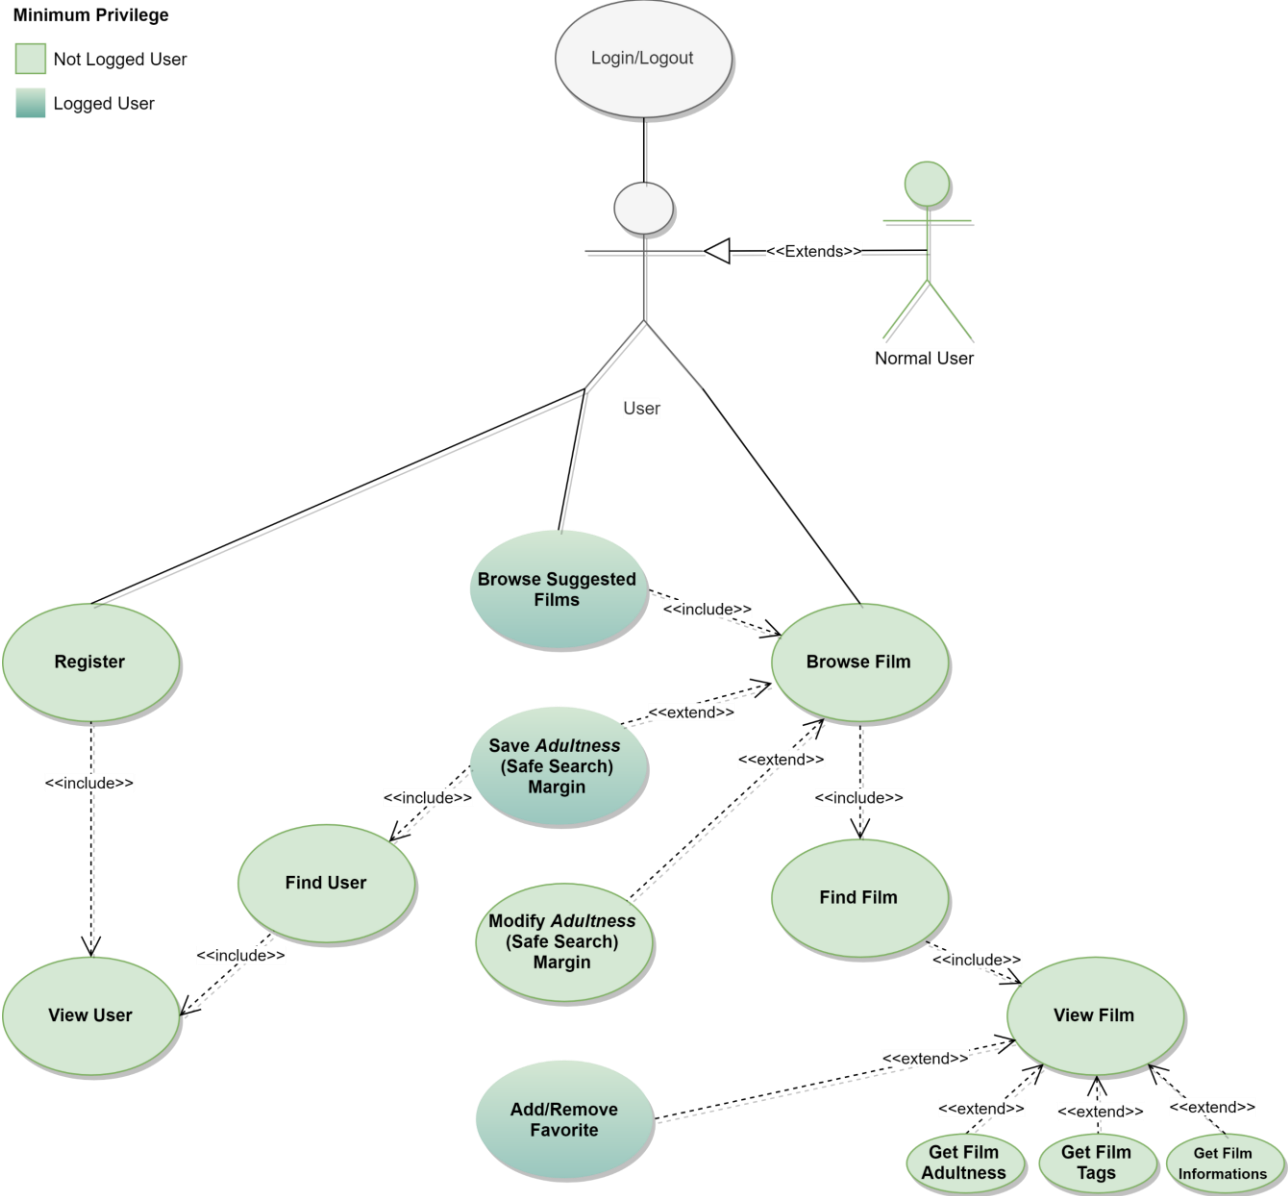 Minimum Privilege
Not Logged User
Logged User
Login/Logout
<<Extends>>
Normal User
User
Browse Suggested
Films
<<include>>
Register
Browse Film
<<extend>>
Save Adultness
(Safe Search)
Margin
<<extend>>
<<include>>
<<include>>
<<include>>
Find User
Find Film
Modify Adultness
(Safe Search)
Margin
<<include>>
<<include>>
View User
View Film
<<extend>>
Add/Remove
Favorite
<<extend>>
<<extend>>
<<extend>>
Get Film
Adultness
Get Film
Tags
Get Film
Informations